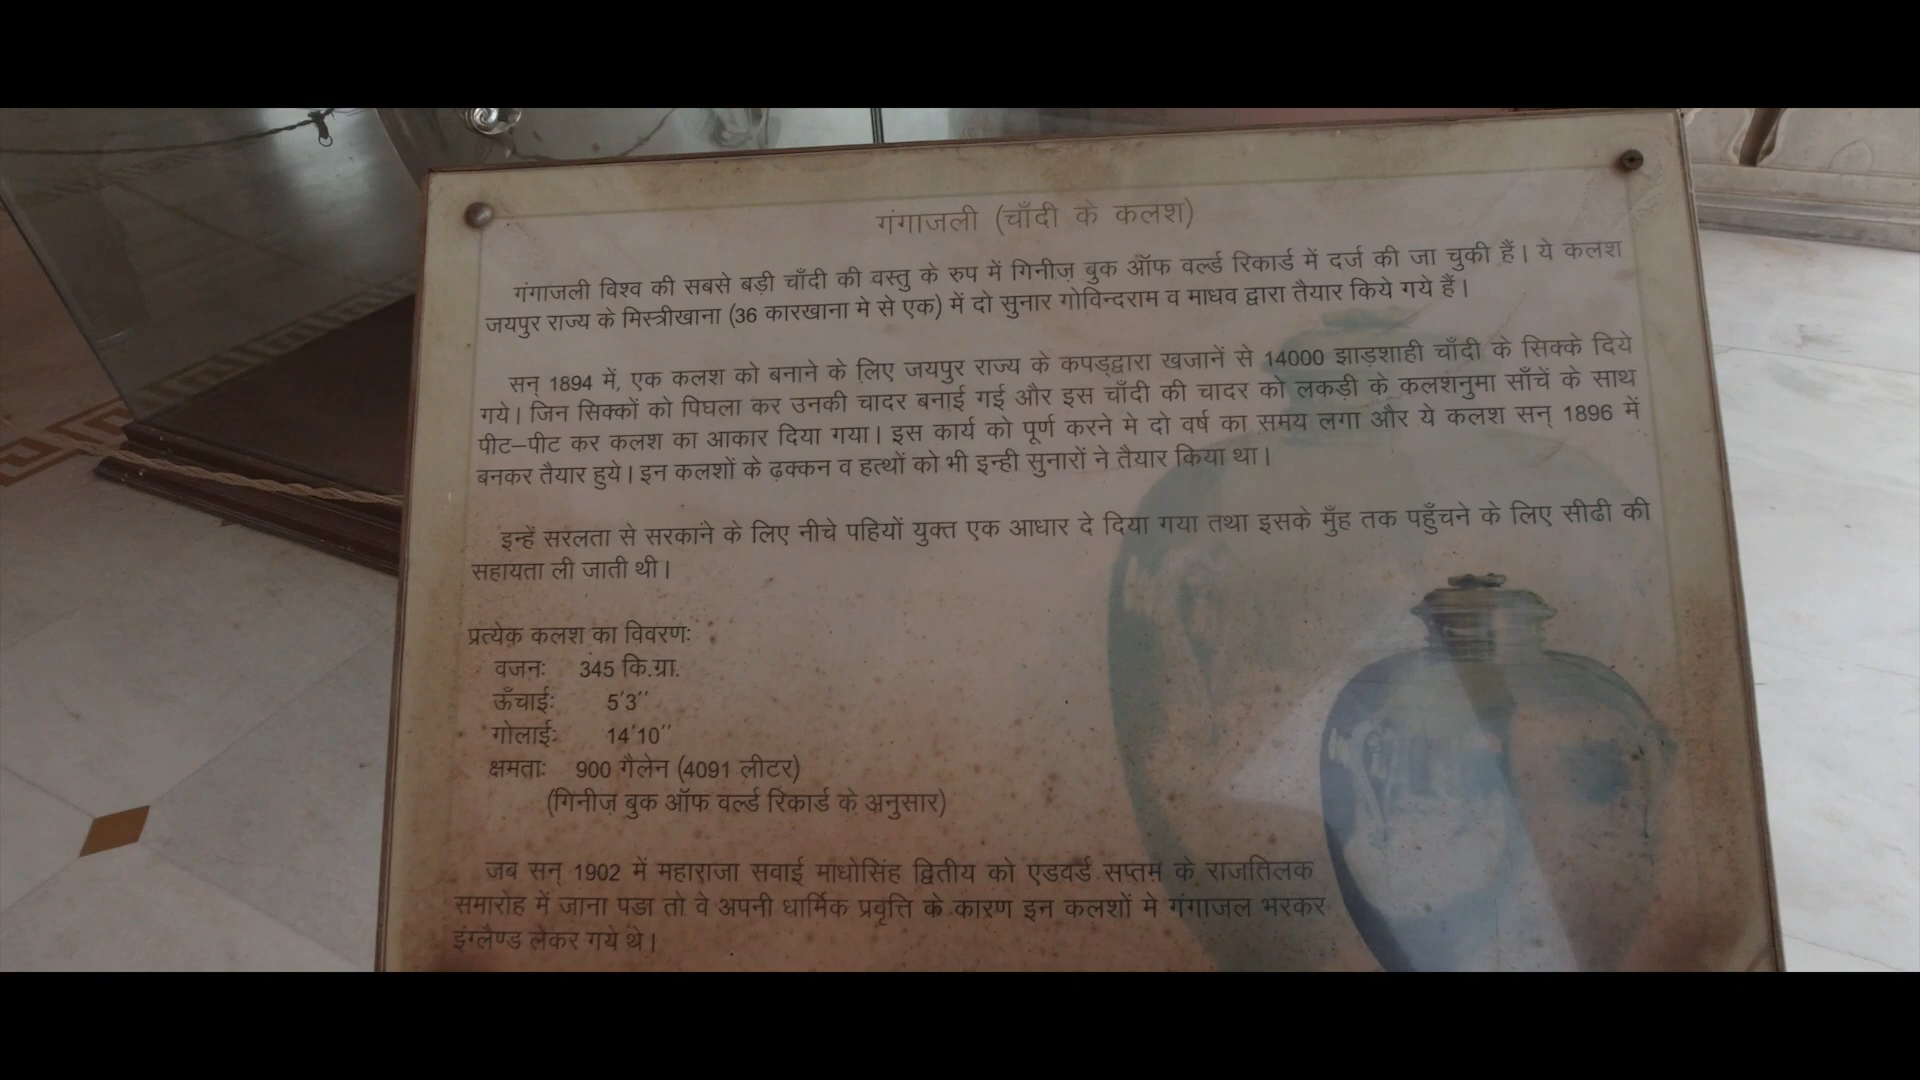 गंगाजली (चाँदी के कलश)
गंगाजली विश्व की सबसे बड़ी चाँदी की वस्तु के रुप में गिनीज़ बुक ऑफ वर्ल्ड रिकार्ड में दर्ज की जा चुकी हैं। ये कलश
जयपुर राज्य के मिस्त्रीखाना (36 कारखाना मे से एक) में दो सुनार गोविन्दराम व माधव द्वारा तैयार किये गये हैं।
सन् 1894 में, एक कलश को बनाने के लिए जयपुर राज्य के कपड्द्वारा खजानें से 14000 झाड़शाही चाँदी के सिक्के दिये
गये। जिन सिक्कों को पिघला कर उनकी चादर बनाई गई और इस चाँदी की चादर को लकड़ी के कलशनुमा साँचें के साथ
पीट–पीट कर कलश का आकार दिया गया। इस कार्य को पूर्ण करने मे दो वर्ष का समय लगा और ये कलश सन् 1896 में
बनकर तैयार हुये। इन कलशों के ढ़क्कन व हत्थों को भी इन्ही सुनारों ने तैयार किया था।
इन्हें सरलता से सरकाने के लिए नीचे पहियों युक्त एक आधार दे दिया गया तथा इसके मुँह तक पहुँचने के लिए सीढी की
सहायता ली जाती थी।
प्रत्येक कलश का विवरणः
वजनः 345 कि.ग्रा.
ऊँचाईः 5'3''
गोलाईः 14'10''
क्षमताः 900 गैलेन (4091 लीटर)
(गिनीज़ बुक ऑफ वर्ल्ड रिकार्ड के अनुसार)
जब सन् 1902 में महाराजा सवाई माधोसिंह द्वितीय को एडवर्ड सप्तम के राजतिलक
समारोह में जाना पडा तो वे अपनी धार्मिक प्रवृत्ति के कारण इन कलशों मे गंगाजल भरकर
इंग्लैण्ड लेकर गये थे।